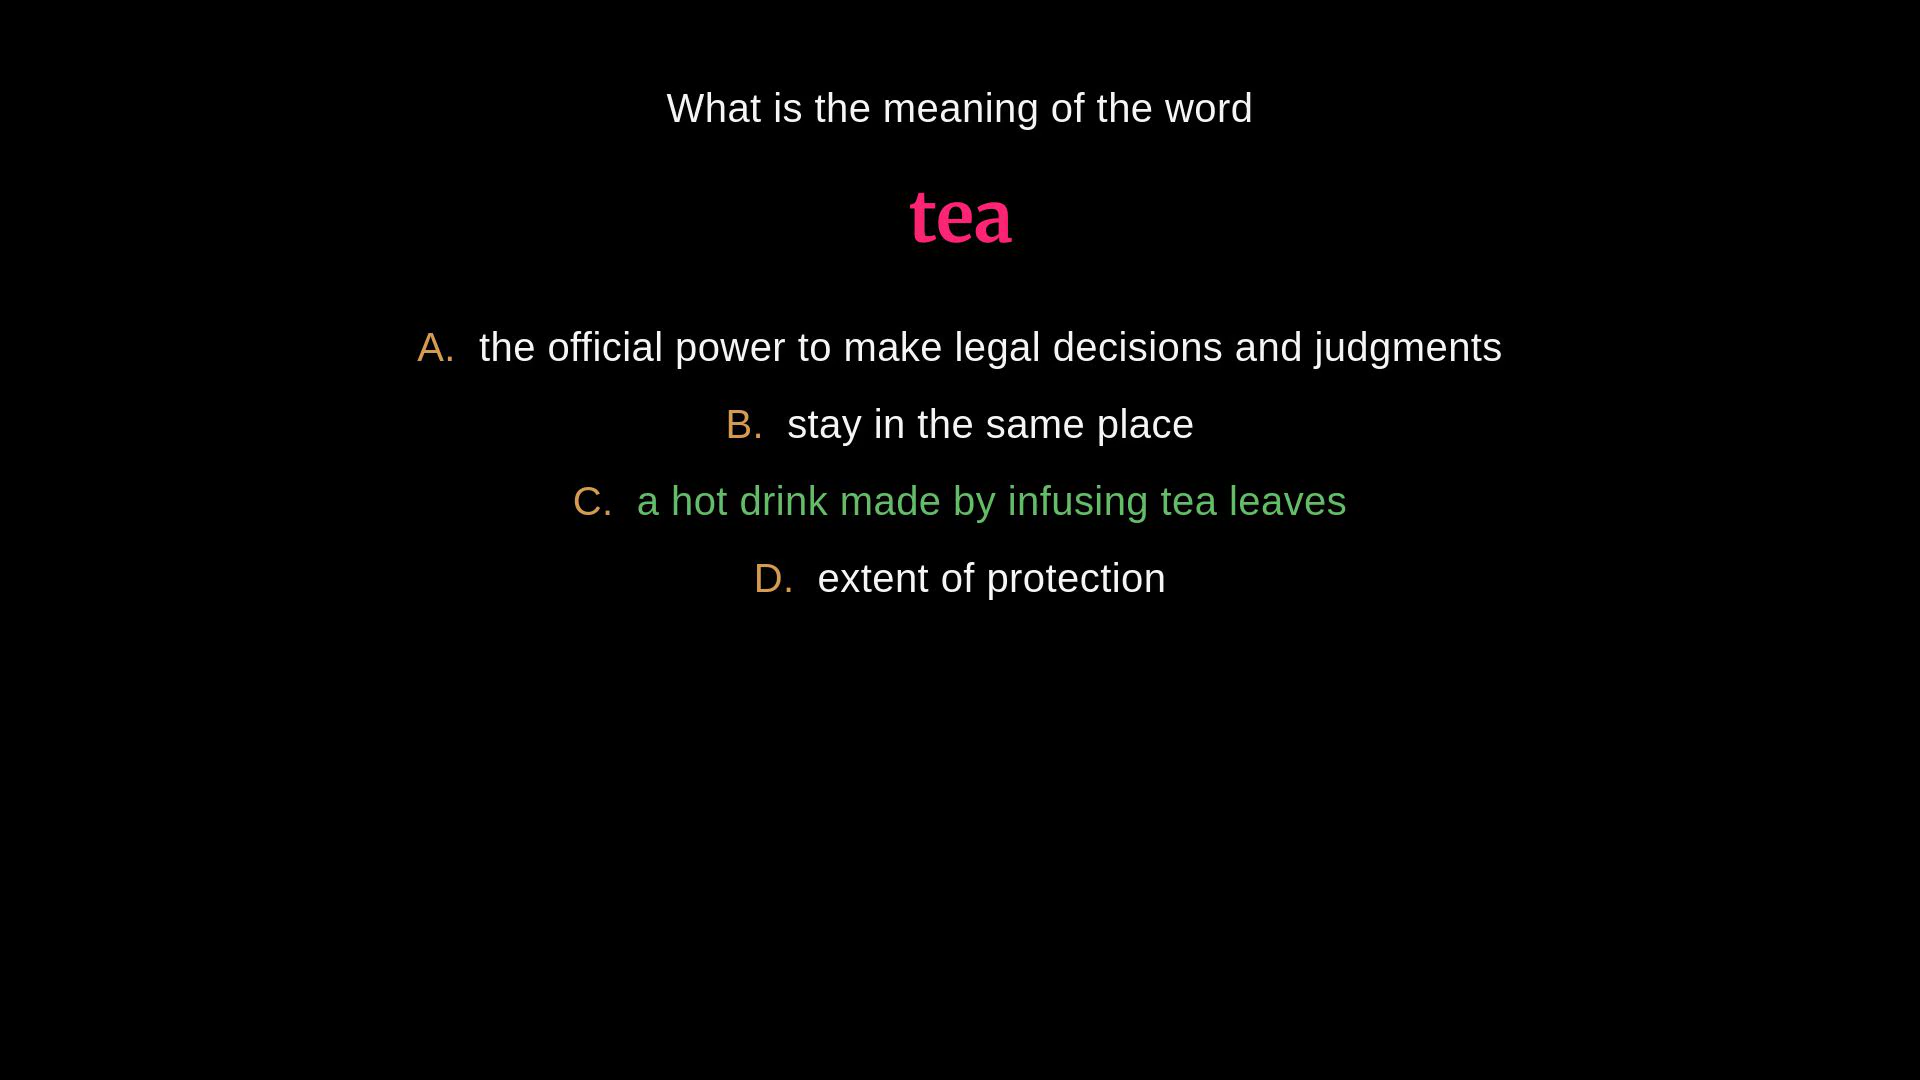 What is the meaning of the word
tea
A. the official power to make legal decisions and judgments
B. stay in the same place
C. a hot drink made by infusing tea leaves
D. extent of protection